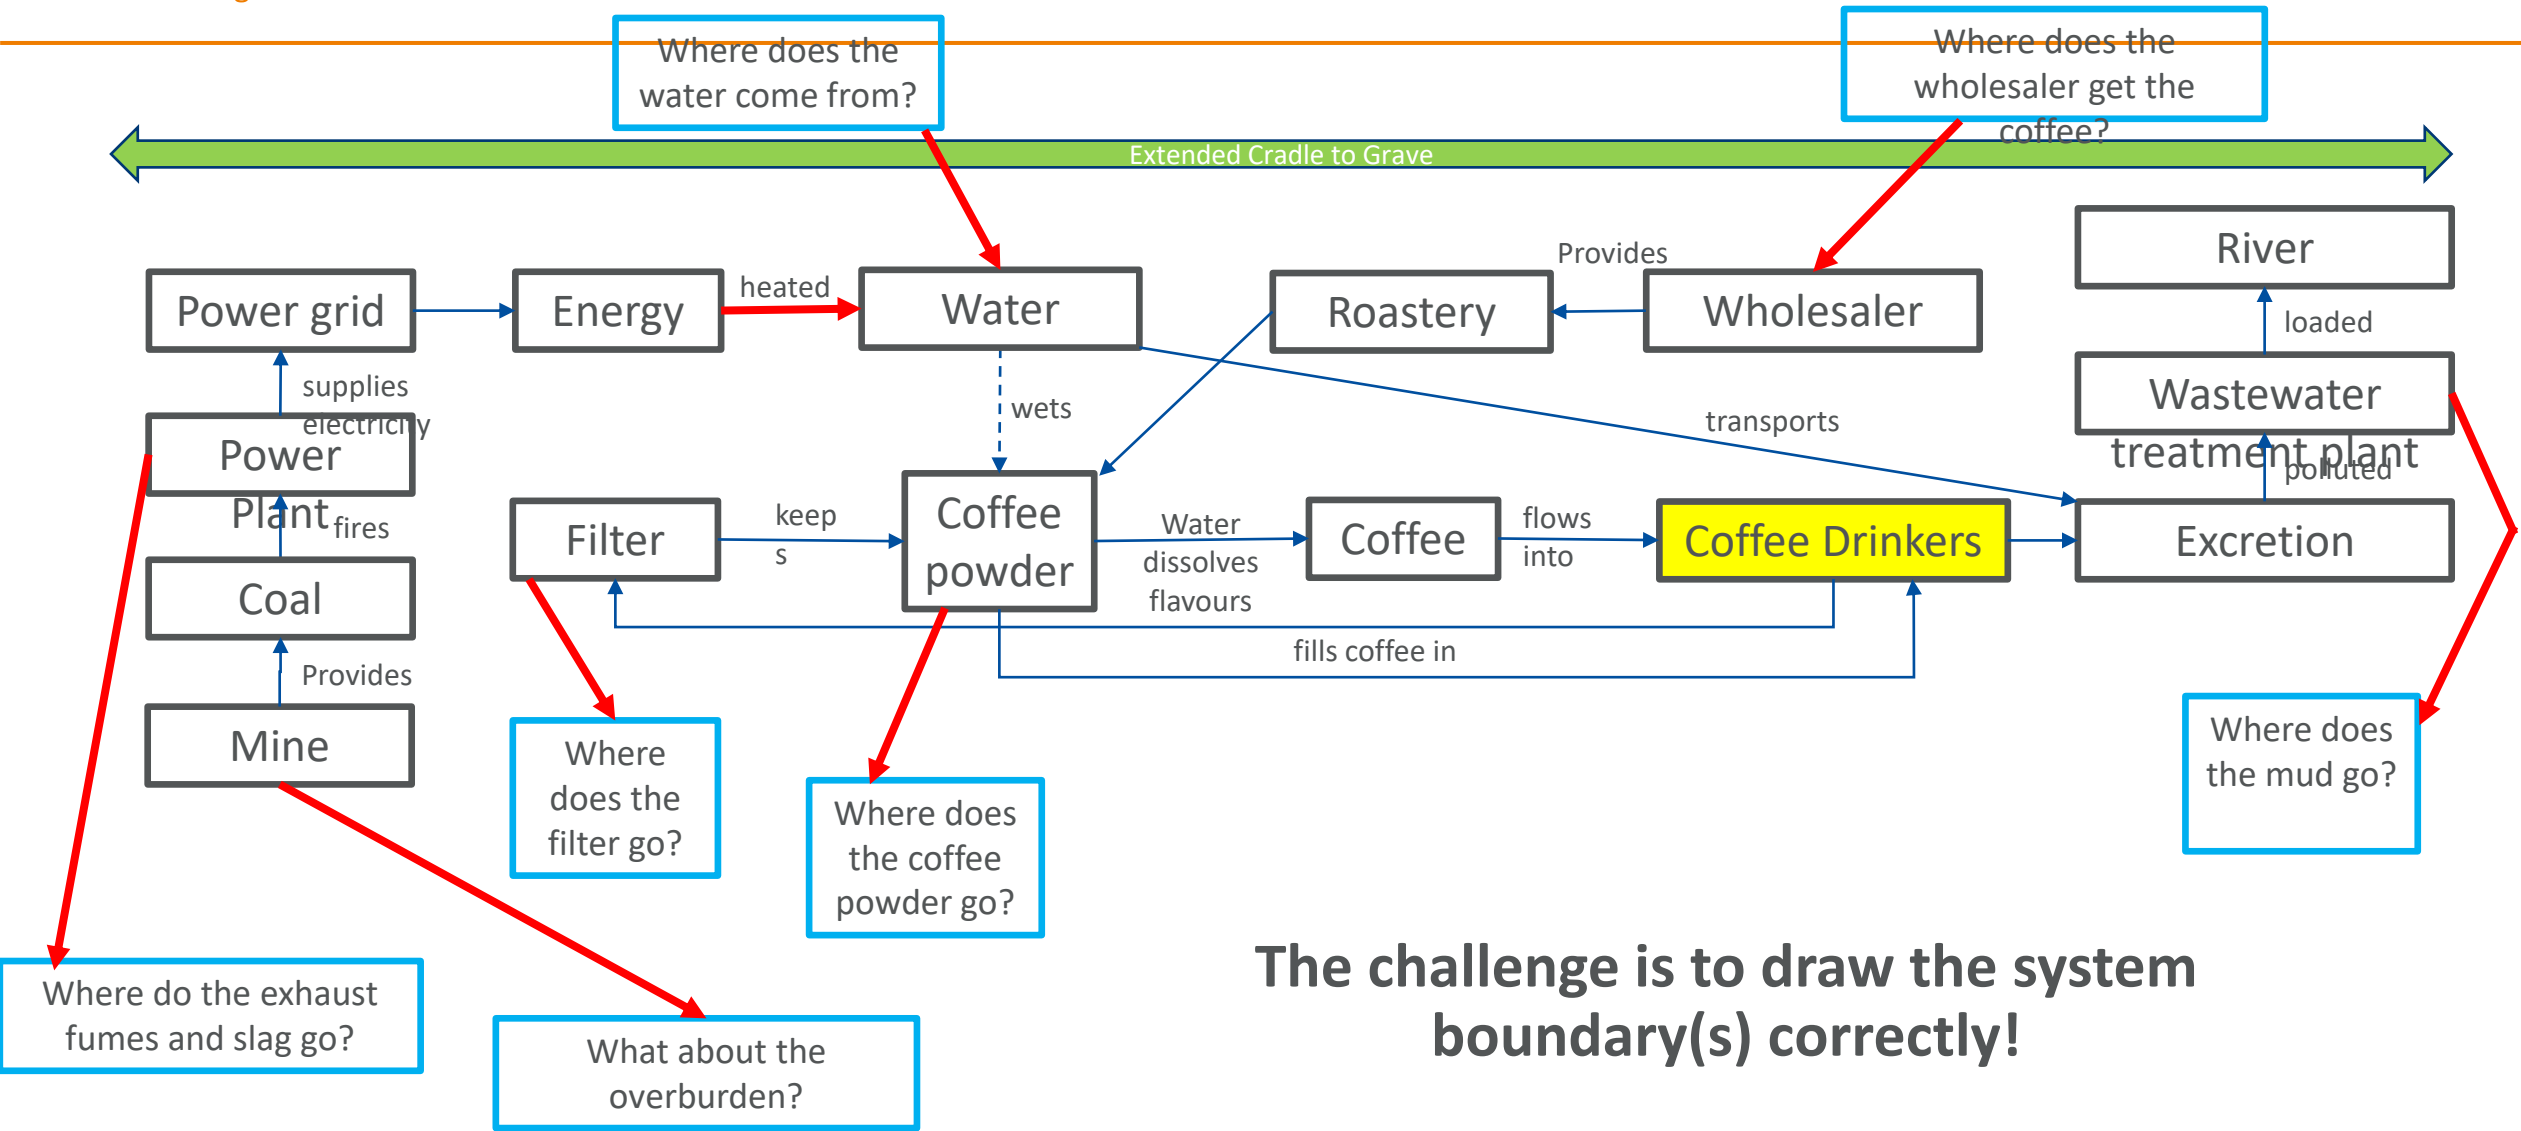 Where does the
water come from?
Where does the
wholesaler get the
coffee?
Extended Cradle to Grave
Power grid
Energy
heated
Water
Roastery
Provides
Wholesaler
River
loaded
supplies
electricity
wets
transports
Wastewater
treatment plant
polluted
Power
Plant
fires
Filter
keep
s
Coffee
powder
Water
dissolves
flavours
Coffee
flows
into
Coffee Drinkers
Excretion
Coal
fills coffee in
Provides
Mine
Where
does the
filter go?
Where does
the coffee
powder go?
Where does
the mud go?
Where do the exhaust
fumes and slag go?
What about the
overburden?
The challenge is to draw the system
boundary(s) correctly!